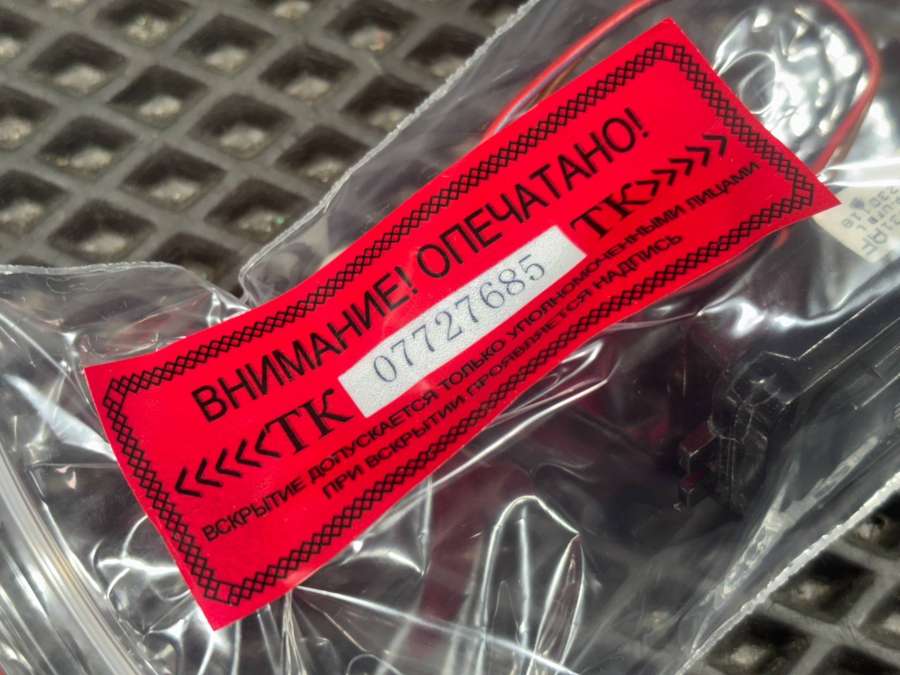 ВНИМАНИЕ! ОПЕЧАТАНО!
<<<<<ТК 07727685 ТК>>>>>
ВСКРЫТИЕ ДОПУСКАЕТСЯ ТОЛЬКО УПОЛНОМОЧЕННЫМИ ЛИЦАМИ
ПРИ ВСКРЫТИИ ПРОЯВЛЯЕТСЯ НАДПИСЬ